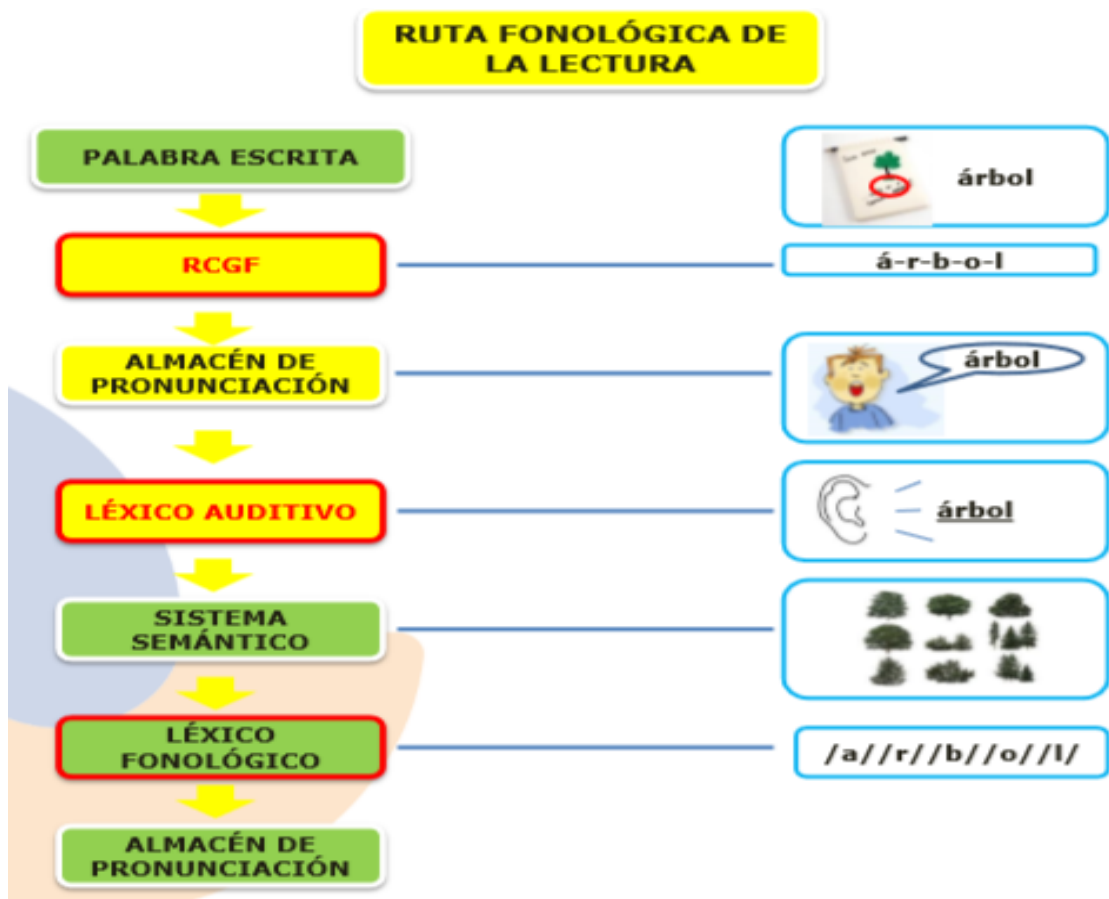 RUTA FONOLÓGICA DE
LA LECTURA
PALABRA ESCRITA
árbol
RCGF
á-r-b-o-l
ALMACÉN DE
PRONUNCIACIÓN
árbol
LÉXICO AUDITIVO
árbol
SISTEMA
SEMÁNTICO
LÉXICO
FONOLÓGICO
/a//r//b//o//l/
ALMACÉN DE
PRONUNCIACIÓN